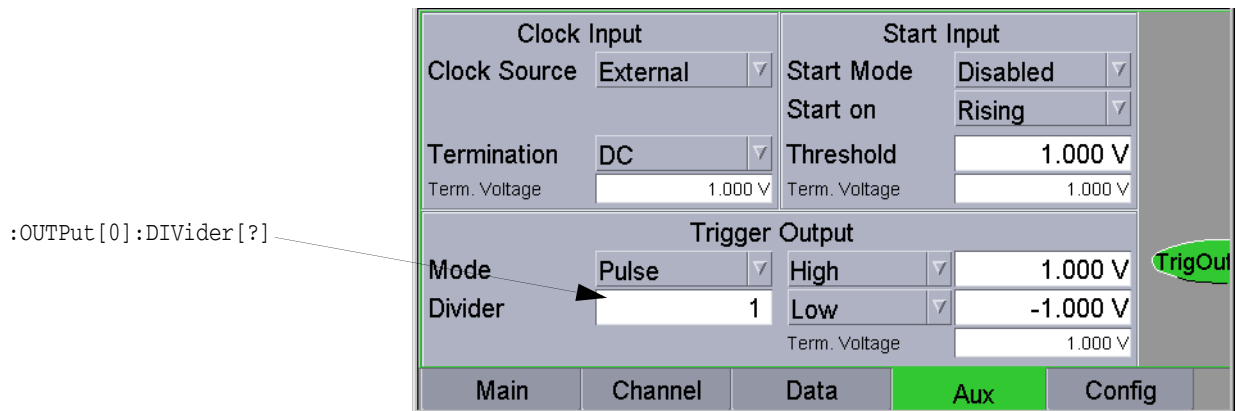 Clock Input
Start Input
Clock Source External
Start Mode Disabled
Start on Rising
Termination DC
Threshold 1.000 V
Term. Voltage 1.000 V
Term. Voltage 1.000 V
:OUTPut[0]:DIVider[?]
Trigger Output
Mode Pulse
High 1.000 V
TrigOut
Divider 1
Low -1.000 V
Term. Voltage 1.000 V
Main Channel Data Aux Config